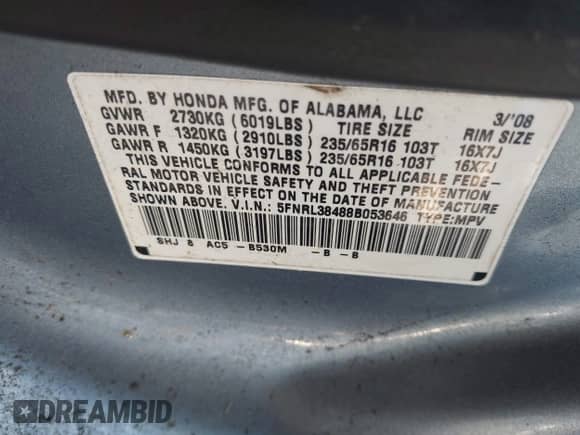 MFD. BY HONDA MFG. OF ALABAMA, LLC 3/'08
GVWR 2730KG (6019LBS) TIRE SIZE RIM SIZE
GAWR F 1320KG (2910LBS) 235/65R16 103T 16X7J
GAWR R 1450KG (3197LBS) 235/65R16 103T 16X7J
THIS VEHICLE CONFORMS TO ALL APPLICABLE FEDE-
RAL MOTOR VEHICLE SAFETY AND THEFT PREVENTION
STANDARDS IN EFFECT ON THE DATE OF MANUFACTURE
SHOWN ABOVE. V.I.N.: 5FNRL38488B053646 TYPE:MPV
SHJ 8 AC5 -B530M -B -B
DREAMBID